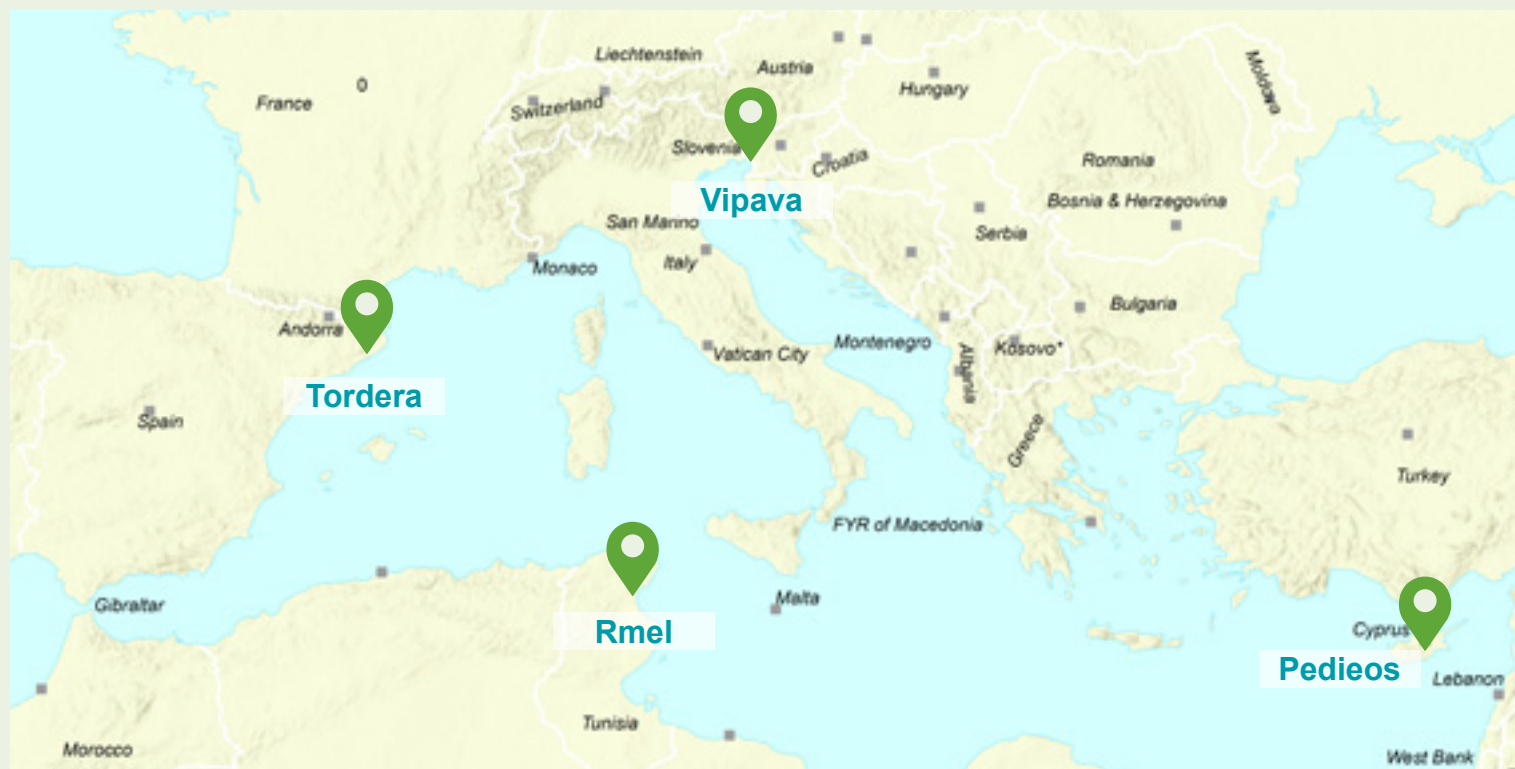 Liechtenstein
Austria
Moldova
0
France
Switzerland
Hungary
Slovenia
Croatia
Romania
Vipava
Bosnia & Herzegovina
San Marino
Serbia
Italy
Monaco
Bulgaria
Andorra
Montenegro
Kosovo*
Vatican City
Albania
Tordera
Spain
Greece
Turkey
FYR of Macedonia
Gibraltar
Malta
Rmel
Cyprus
Pedieos
Lebanon
Tunisia
Morocco
West Bank